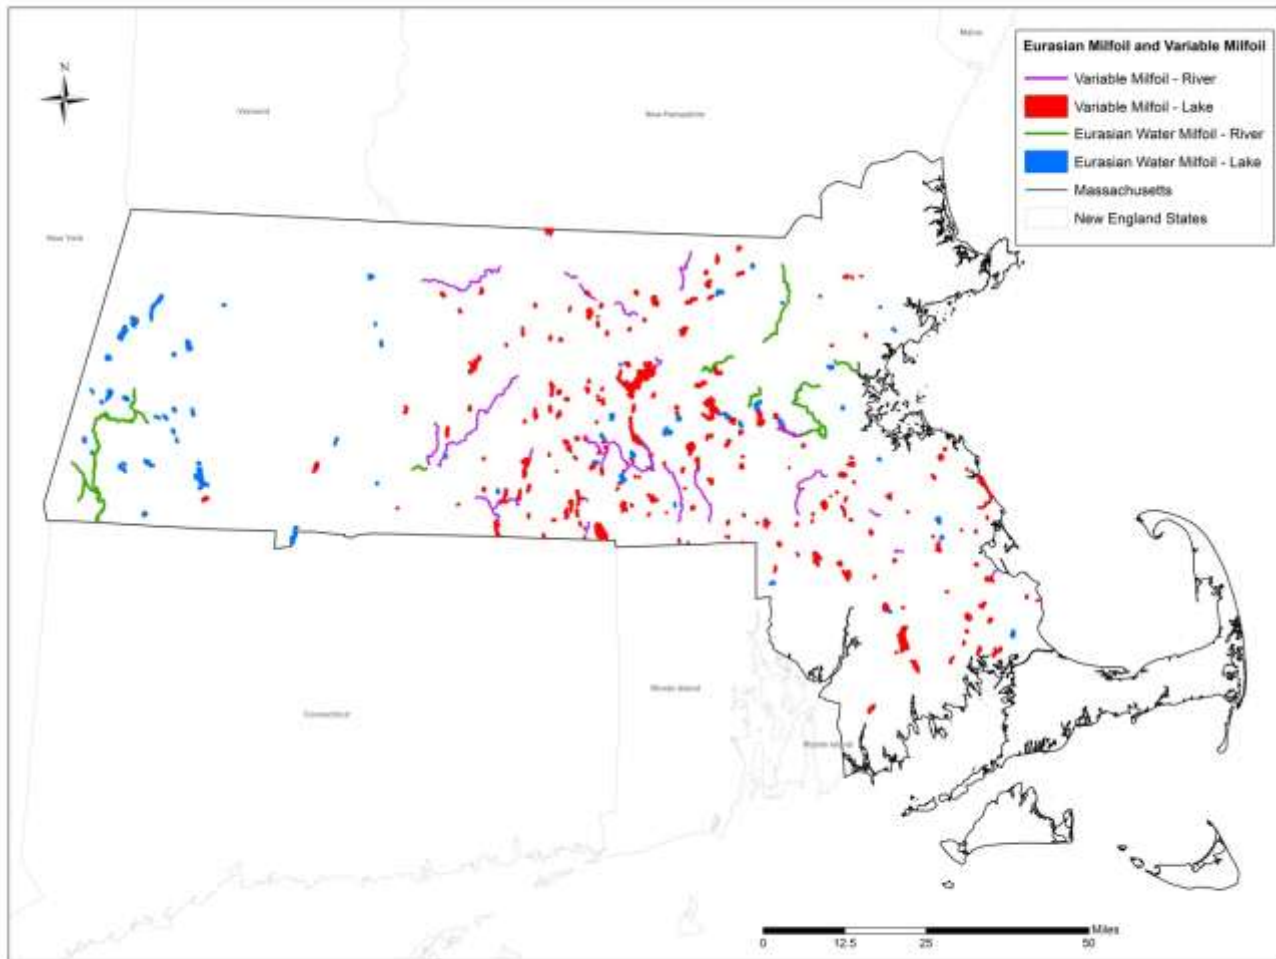 Maine
Eurasian Milfoil and Variable Milfoil
N
Variable Milfoil - River
Vermont
New Hampshire
Variable Milfoil - Lake
Eurasian Water Milfoil - River
Eurasian Water Milfoil - Lake
Massachusetts
New England States
New York
Rhode Island
Connecticut
Rhode Island
Miles
0 12.5 25 50